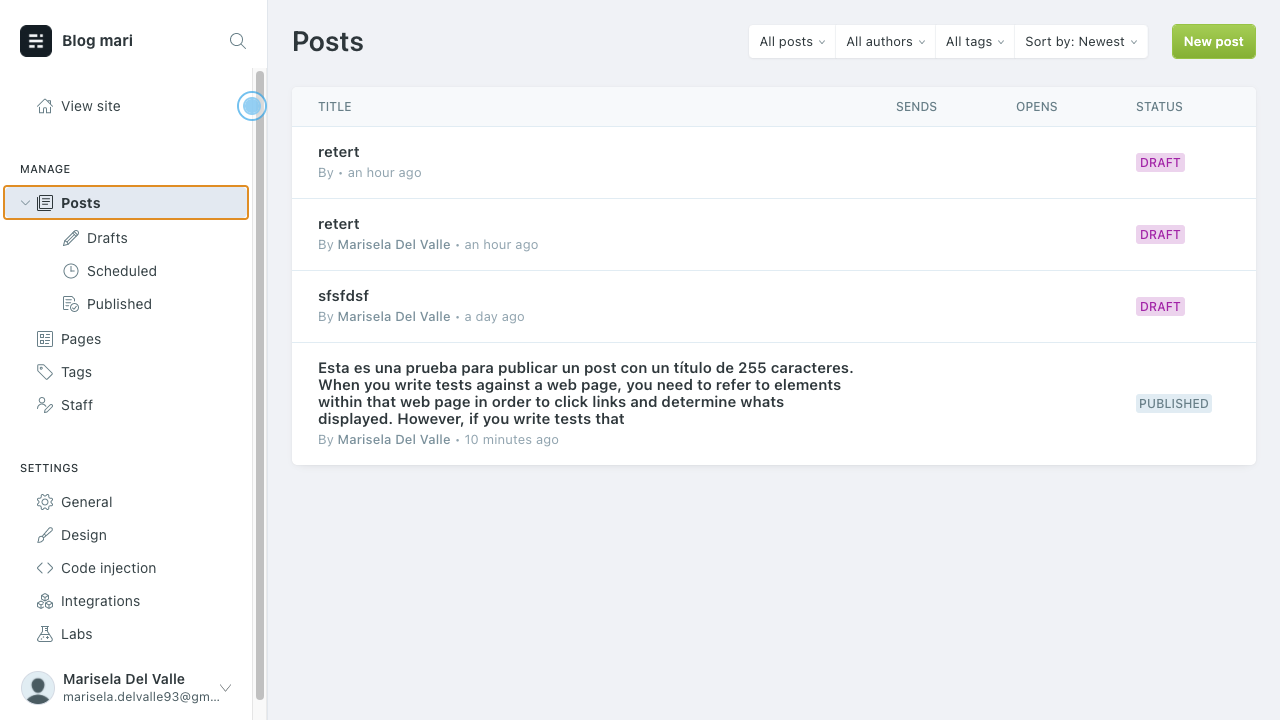 Blog mari
View site
MANAGE
Posts
Drafts
Scheduled
Published
Pages
Tags
Staff
SETTINGS
General
Design
Code injection
Integrations
Labs
Marisela Del Valle
marisela.delvalle93@gm...
Posts
All posts
All authors
All tags
Sort by: Newest
New post
TITLE SENDS OPENS STATUS
retert
By • an hour ago
DRAFT
retert
By Marisela Del Valle • an hour ago
DRAFT
sfsfdsf
By Marisela Del Valle • a day ago
DRAFT
Esta es una prueba para publicar un post con un título de 255 caracteres.
When you write tests against a web page, you need to refer to elements
within that web page in order to click links and determine whats
displayed. However, if you write tests that
By Marisela Del Valle • 10 minutes ago
PUBLISHED